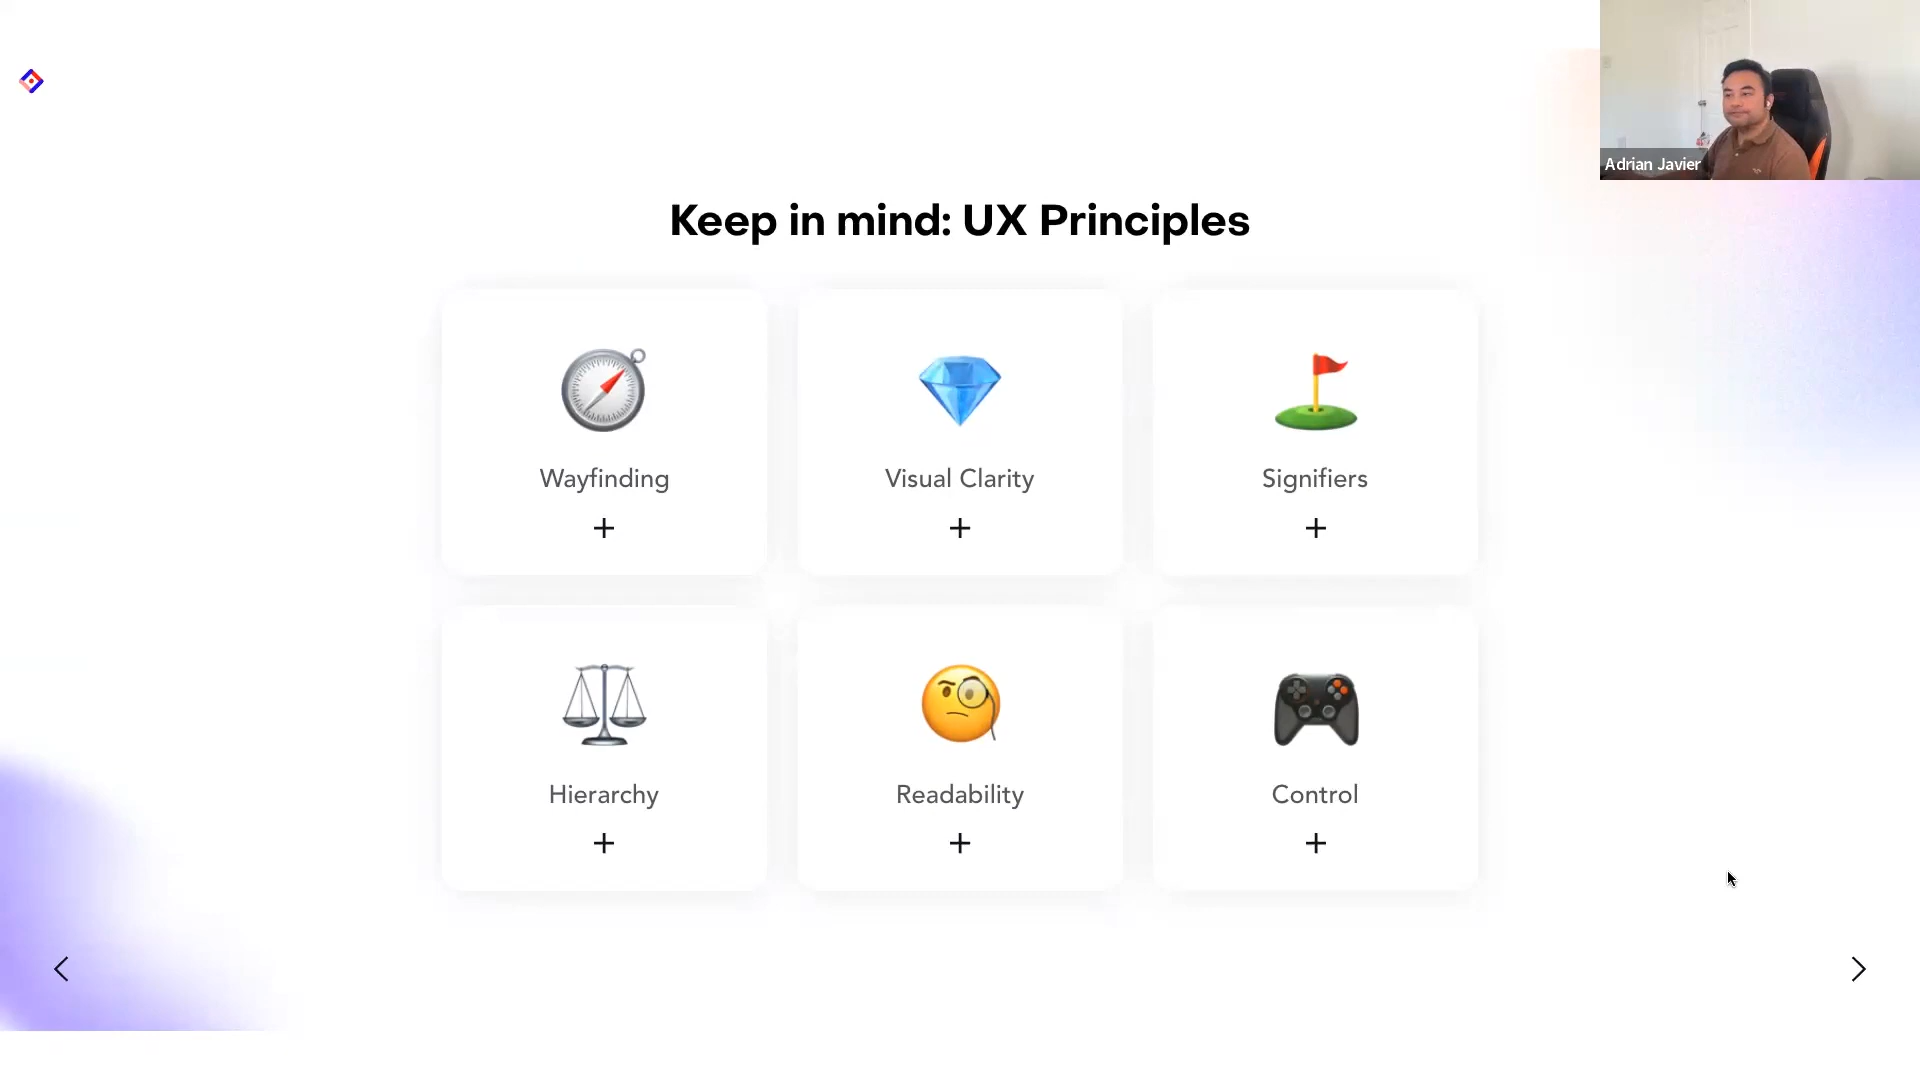 Adrian Javier
Keep in mind: UX Principles
Wayfinding
+
Visual Clarity
+
Signifiers
+
Hierarchy
+
Readability
+
Control
+